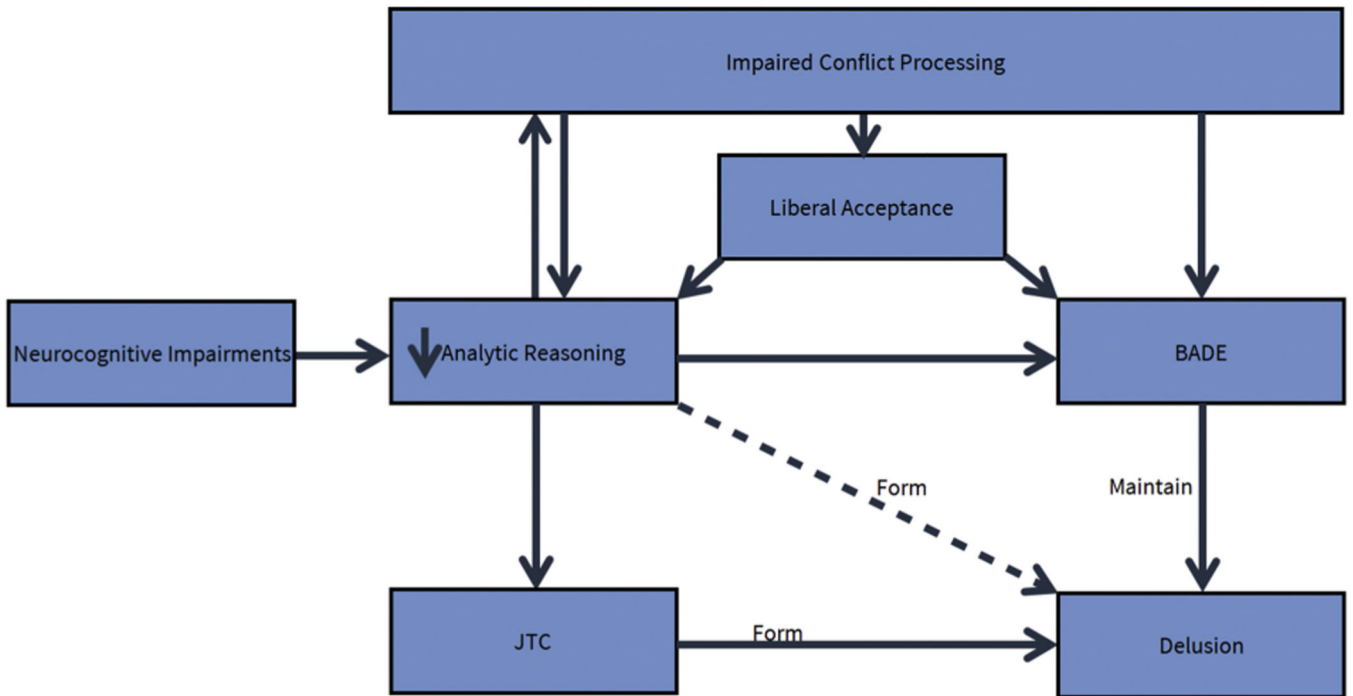 Impaired Conflict Processing
Liberal Acceptance
Neurocognitive Impairments
Analytic Reasoning
BADE
Form
Maintain
JTC
Form
Delusion